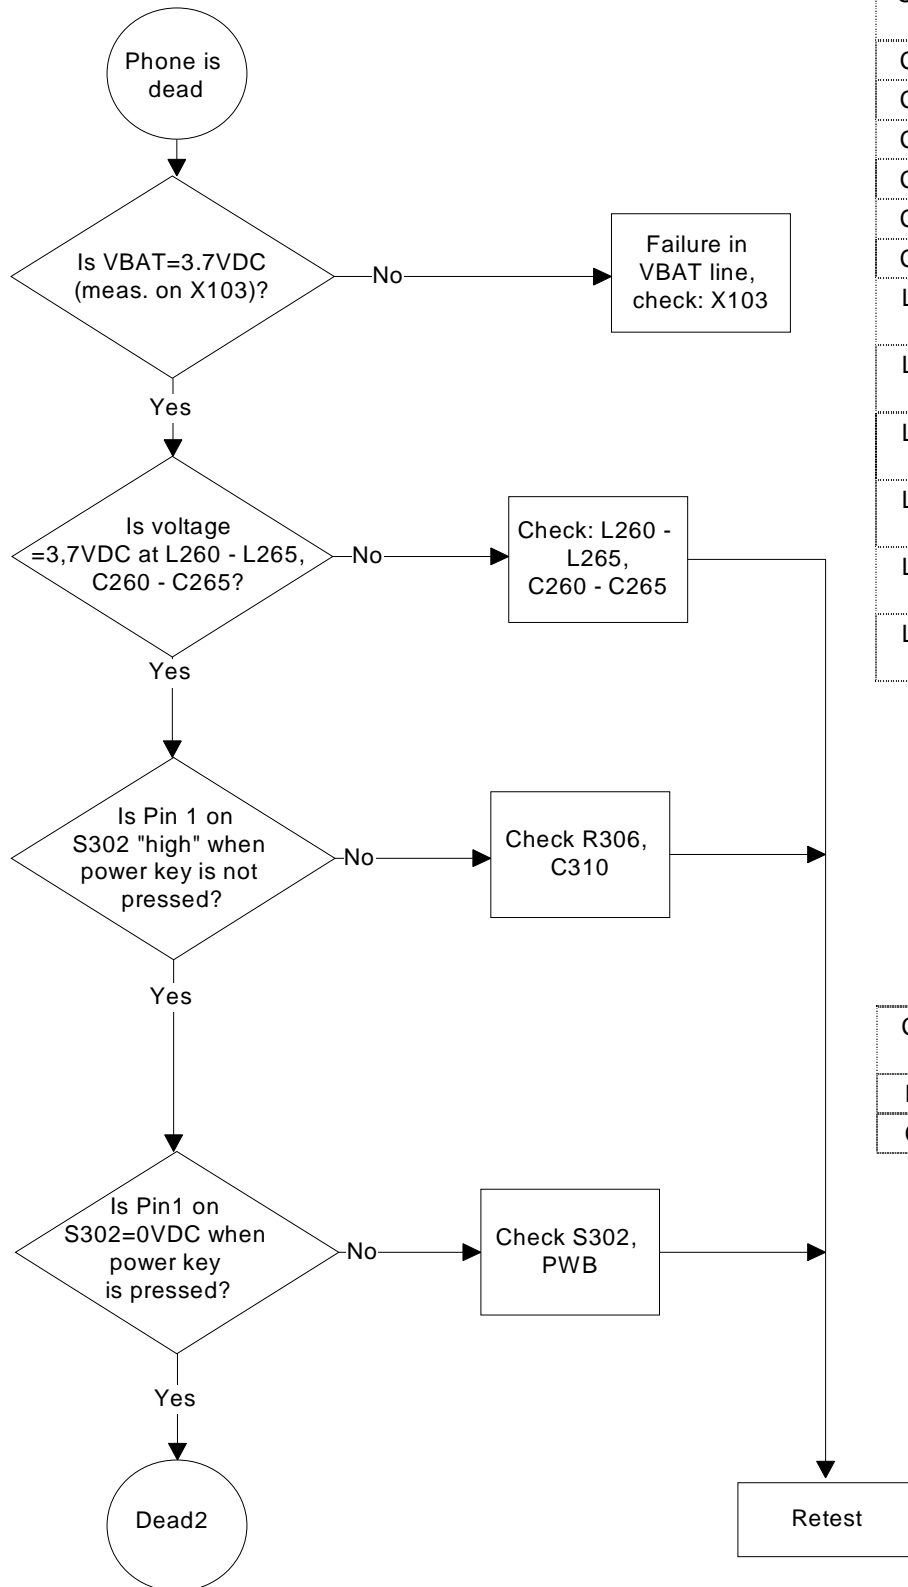 Phone is
dead
Is VBAT=3.7VDC
(meas. on X103)?
No
Failure in
VBAT line,
check: X103
Yes
Is voltage
=3,7VDC at L260 - L265,
C260 - C265?
No
Check: L260 -
L265,
C260 - C265
Yes
Is Pin 1 on
S302 "high" when
power key is not
pressed?
No
Check R306,
C310
Yes
Is Pin1 on
S302=0VDC when
power key
is pressed?
No
Check S302,
PWB
Yes
Dead2
Retest